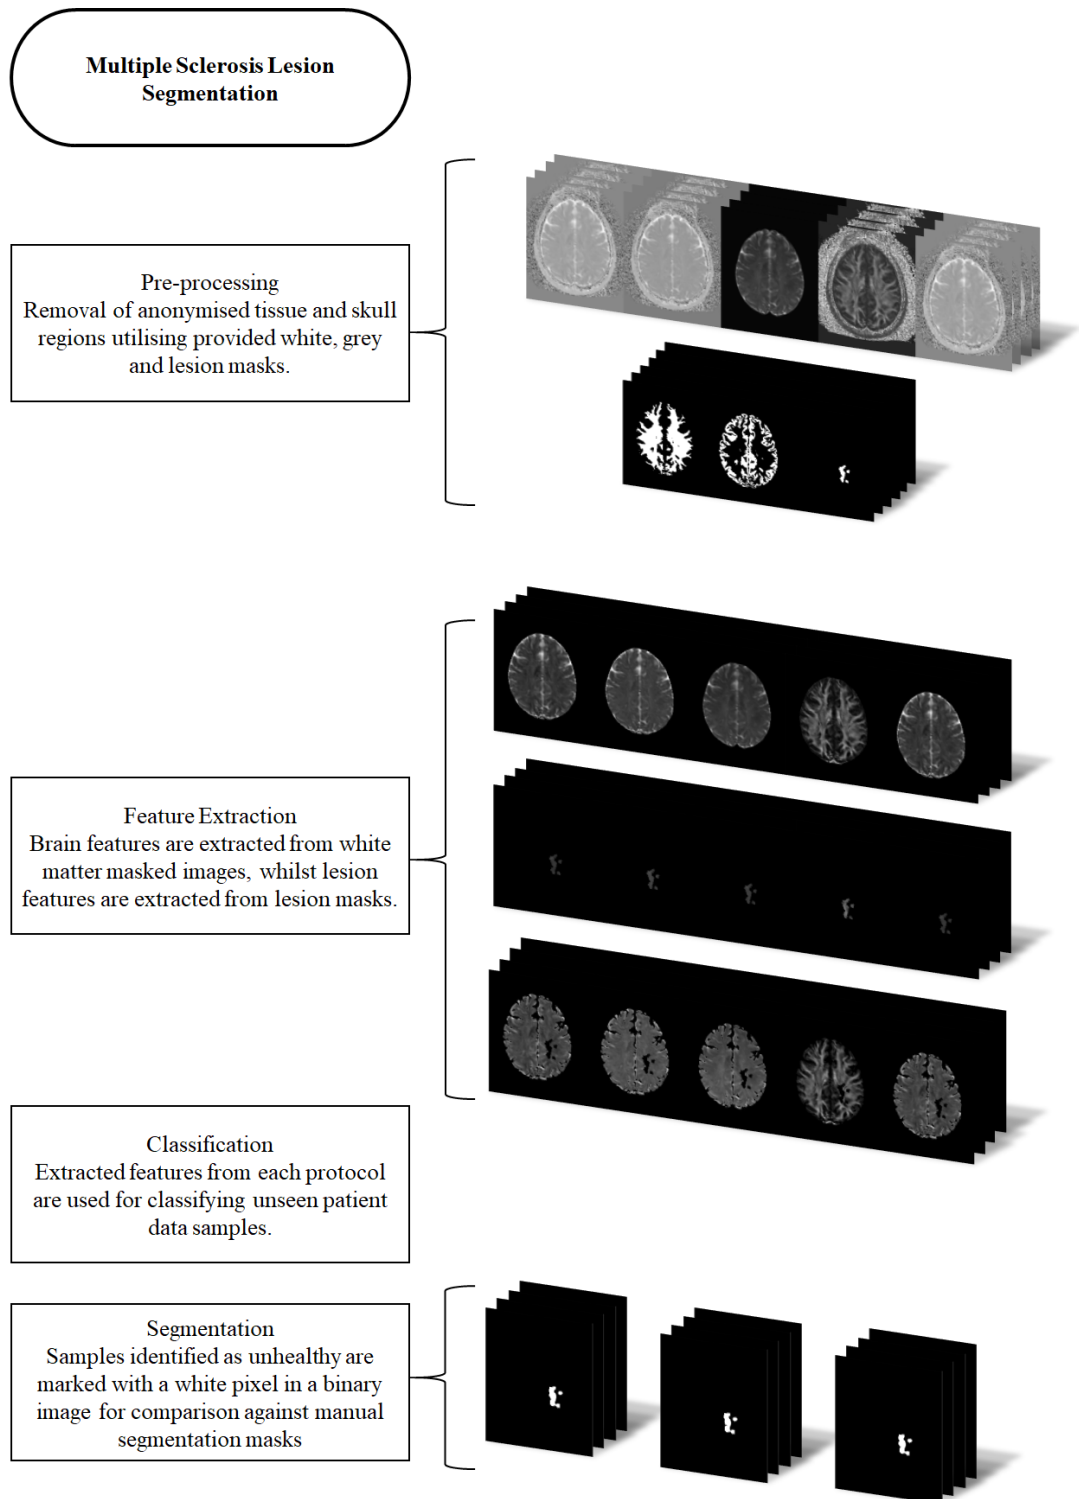 Multiple Sclerosis Lesion
Segmentation
Pre-processing
Removal of anonymised tissue and skull
regions utilising provided white, grey
and lesion masks.
Feature Extraction
Brain features are extracted from white
matter masked images, whilst lesion
features are extracted from lesion masks.
Classification
Extracted features from each protocol
are used for classifying unseen patient
data samples.
Segmentation
Samples identified as unhealthy are
marked with a white pixel in a binary
image for comparison against manual
segmentation masks